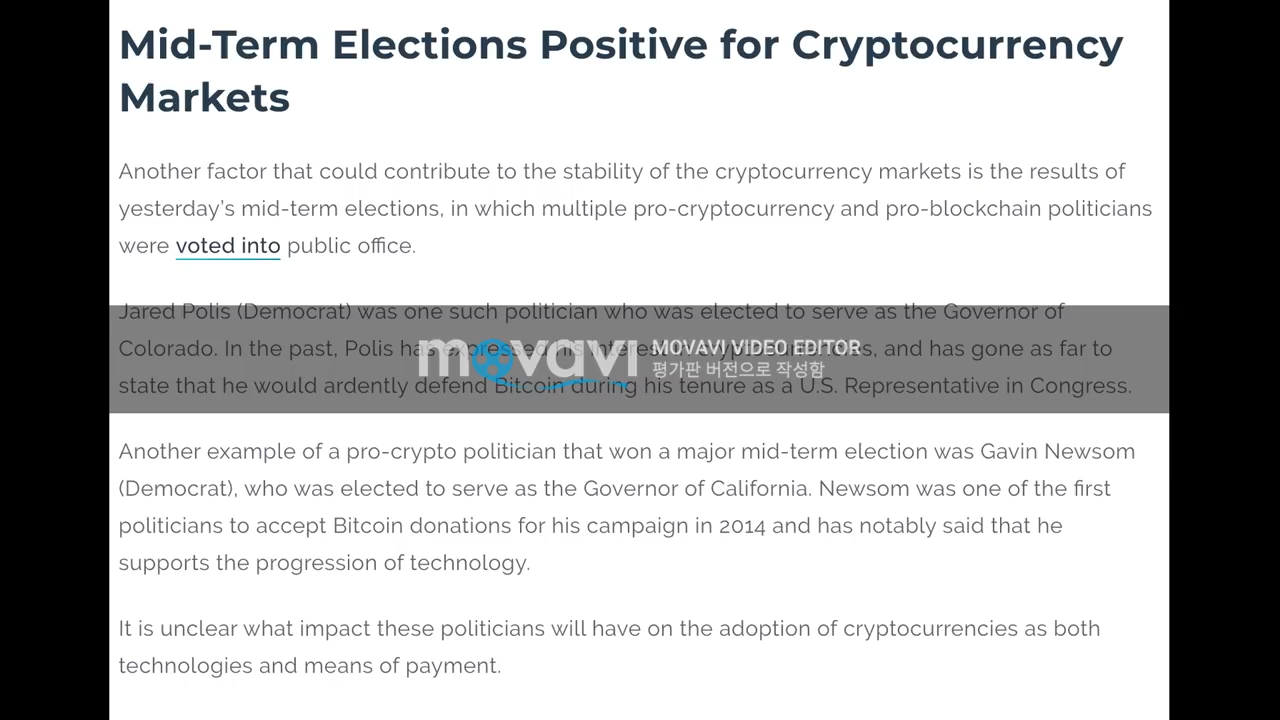 Mid-Term Elections Positive for Cryptocurrency
Markets
Another factor that could contribute to the stability of the cryptocurrency markets is the results of
yesterday's mid-term elections, in which multiple pro-cryptocurrency and pro-blockchain politicians
were voted into public office.
Jared Polis (Democrat) was one such politician who was elected to serve as the Governor of
Colorado. In the past, Polis has expressed his interest in cryptocurrencies, and has gone as far to
state that he would ardently defend Bitcoin during his tenure as a U.S. Representative in Congress.
movavi MOVAVI VIDEO EDITOR
평가판 버전으로 작성함
Another example of a pro-crypto politician that won a major mid-term election was Gavin Newsom
(Democrat), who was elected to serve as the Governor of California. Newsom was one of the first
politicians to accept Bitcoin donations for his campaign in 2014 and has notably said that he
supports the progression of technology.
It is unclear what impact these politicians will have on the adoption of cryptocurrencies as both
technologies and means of payment.